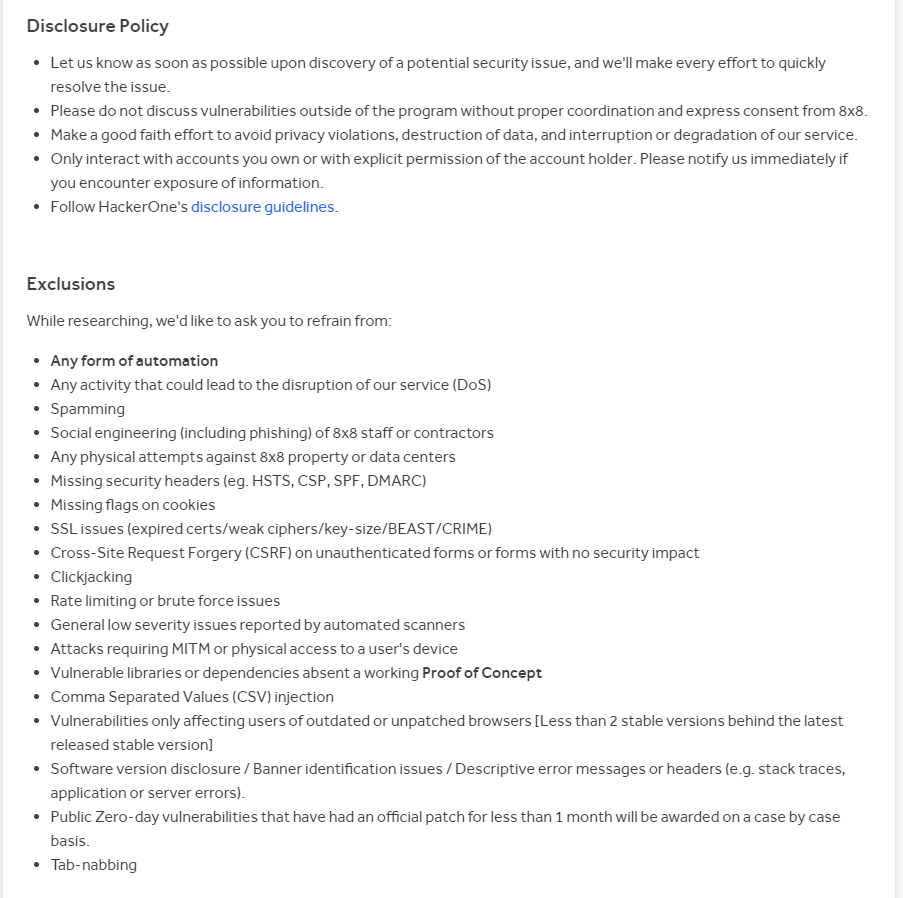 Disclosure Policy
• Let us know as soon as possible upon discovery of a potential security issue, and we'll make every effort to quickly
resolve the issue.
• Please do not discuss vulnerabilities outside of the program without proper coordination and express consent from 8x8.
• Make a good faith effort to avoid privacy violations, destruction of data, and interruption or degradation of our service.
• Only interact with accounts you own or with explicit permission of the account holder. Please notify us immediately if
you encounter exposure of information.
• Follow HackerOne's disclosure guidelines.
Exclusions
While researching, we'd like to ask you to refrain from:
• Any form of automation
• Any activity that could lead to the disruption of our service (DoS)
• Spamming
• Social engineering (including phishing) of 8x8 staff or contractors
• Any physical attempts against 8x8 property or data centers
• Missing security headers (eg. HSTS, CSP, SPF, DMARC)
• Missing flags on cookies
• SSL issues (expired certs/weak ciphers/key-size/BEAST/CRIME)
• Cross-Site Request Forgery (CSRF) on unauthenticated forms or forms with no security impact
• Clickjacking
• Rate limiting or brute force issues
• General low severity issues reported by automated scanners
• Attacks requiring MITM or physical access to a user's device
• Vulnerable libraries or dependencies absent a working Proof of Concept
• Comma Separated Values (CSV) injection
• Vulnerabilities only affecting users of outdated or unpatched browsers [Less than 2 stable versions behind the latest
released stable version]
• Software version disclosure / Banner identification issues / Descriptive error messages or headers (e.g. stack traces,
application or server errors).
• Public Zero-day vulnerabilities that have had an official patch for less than 1 month will be awarded on a case by case
basis.
• Tab-nabbing